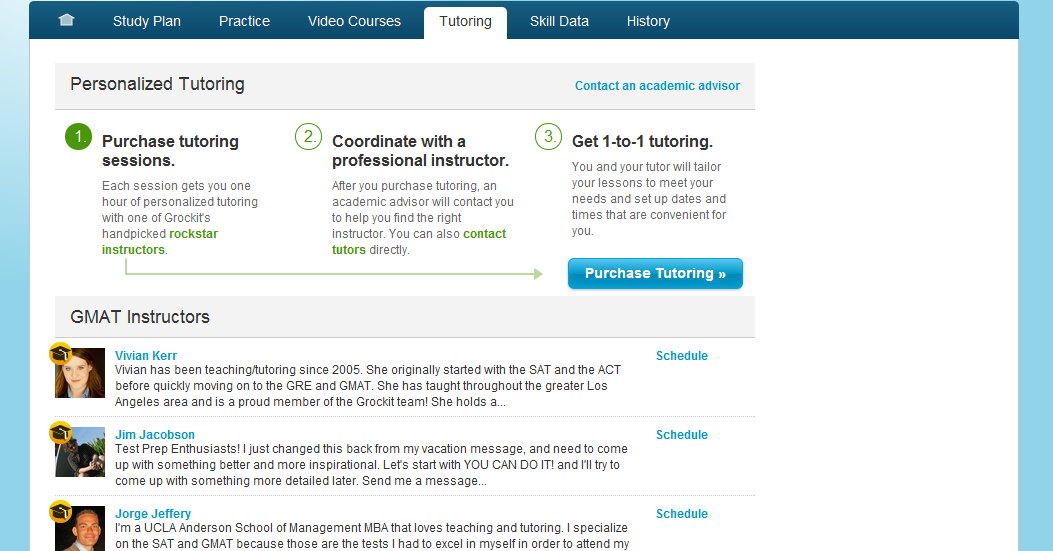 Study Plan Practice Video Courses Tutoring Skill Data History
Personalized Tutoring Contact an academic advisor
1. Purchase tutoring
sessions.
Each session gets you one
hour of personalized tutoring
with one of Grockit's
handpicked rockstar
instructors.
2. Coordinate with a
professional instructor.
After you purchase tutoring, an
academic advisor will contact you
to help you find the right
instructor. You can also contact
tutors directly.
3. Get 1-to-1 tutoring.
You and your tutor will tailor
your lessons to meet your
needs and set up dates and
times that are convenient for
you.
Purchase Tutoring »
GMAT Instructors
Vivian Kerr Schedule
Vivian has been teaching/tutoring since 2005. She originally started with the SAT and the ACT
before quickly moving on to the GRE and GMAT. She has taught throughout the greater Los
Angeles area and is a proud member of the Grockit team! She holds a...
Jim Jacobson Schedule
Test Prep Enthusiasts! I just changed this back from my vacation message, and need to come
up with something better and more inspirational. Let's start with YOU CAN DO IT! and I'll try to
come up with something more detailed later. Send me a message...
Jorge Jeffery Schedule
I'm a UCLA Anderson School of Management MBA that loves teaching and tutoring. I specialize
on the SAT and GMAT because those are the tests I had to excel in myself in order to attend my